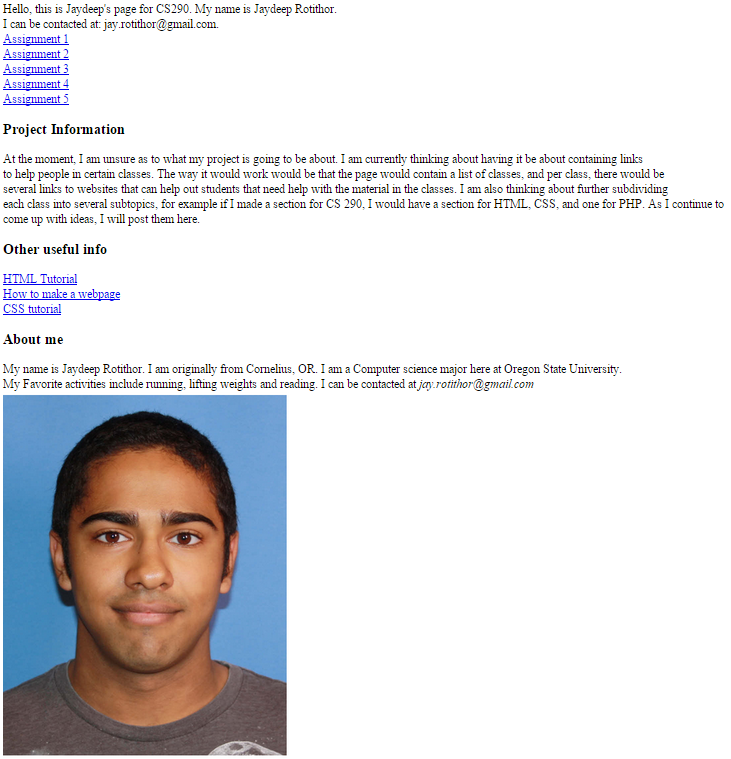 Hello, this is Jaydeep's page for CS290. My name is Jaydeep Rotithor.
I can be contacted at: jay.rotithor@gmail.com.
Assignment 1
Assignment 2
Assignment 3
Assignment 4
Assignment 5
Project Information
At the moment, I am unsure as to what my project is going to be about. I am currently thinking about having it be about containing links
to help people in certain classes. The way it would work would be that the page would contain a list of classes, and per class, there would be
several links to websites that can help out students that need help with the material in the classes. I am also thinking about further subdividing
each class into several subtopics, for example if I made a section for CS 290, I would have a section for HTML, CSS, and one for PHP. As I continue to
come up with ideas, I will post them here.
Other useful info
HTML Tutorial
How to make a webpage
CSS tutorial
About me
My name is Jaydeep Rotithor. I am originally from Cornelius, OR. I am a Computer science major here at Oregon State University.
My Favorite activities include running, lifting weights and reading. I can be contacted at jay.rotithor@gmail.com